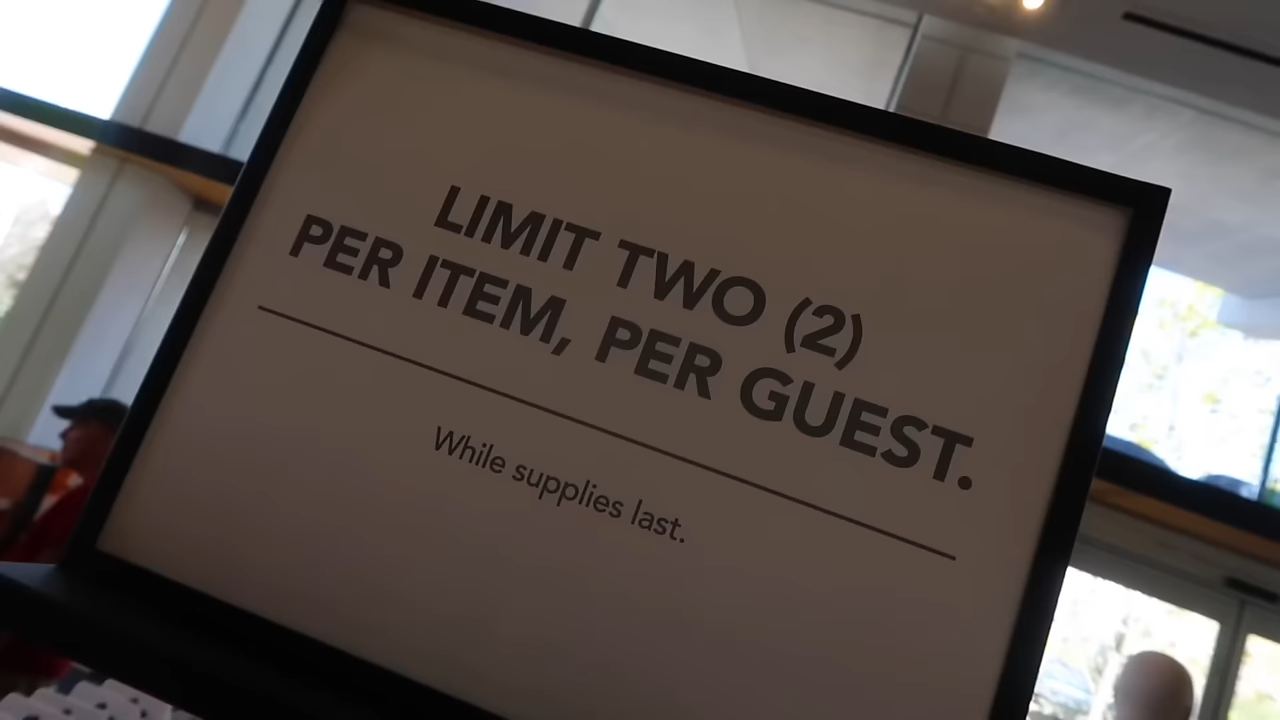 LIMIT TWO (2)
PER ITEM, PER GUEST.
While supplies last.